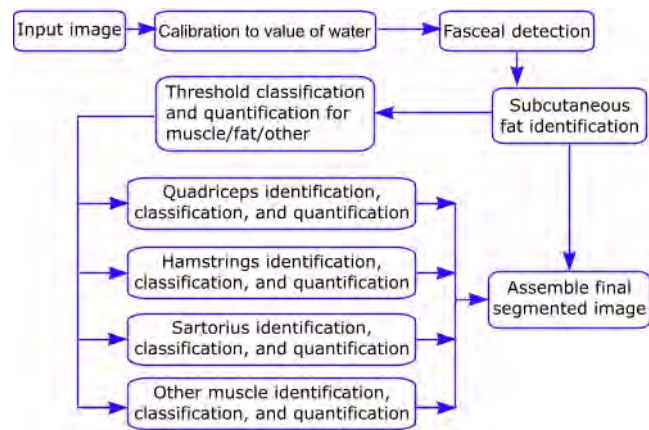 Input image
Calibration to value of water
Fasceal detection
Subcutaneous
fat identification
Threshold classification
and quantification for
muscle/fat/other
Quadriceps identification,
classification, and quantification
Hamstrings identification,
classification, and quantification
Sartorius identification,
classification, and quantification
Other muscle identification,
classification, and quantification
Assemble final
segmented image